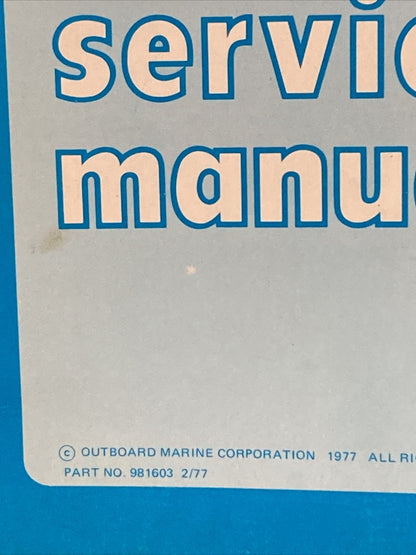 servic
manua
© OUTBOARD MARINE CORPORATION 1977 ALL RI
PART NO. 981603 2/77